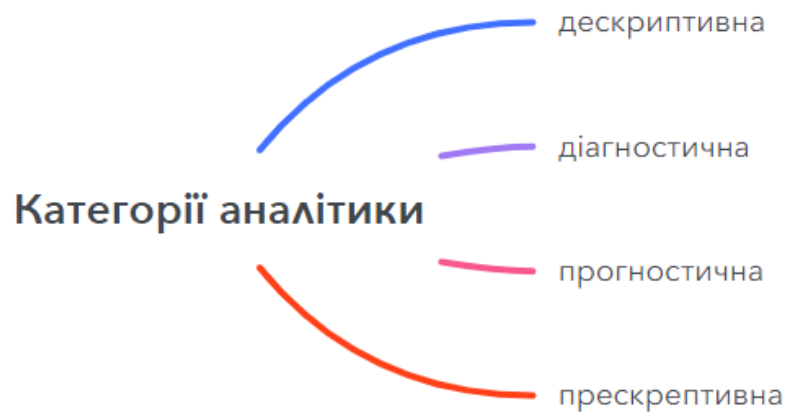 дескриптивна
діагностична
Категорії аналітики
прогностична
прескрептивна